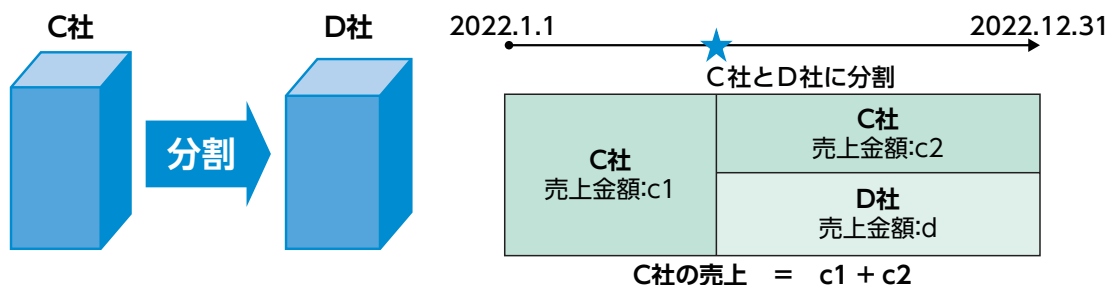 C社
D社
分割
2022.1.1
2022.12.31
C社とD社に分割
C社
売上金額:c1
C社
売上金額:c2
D社
売上金額:d
C社の売上 = c1 + c2